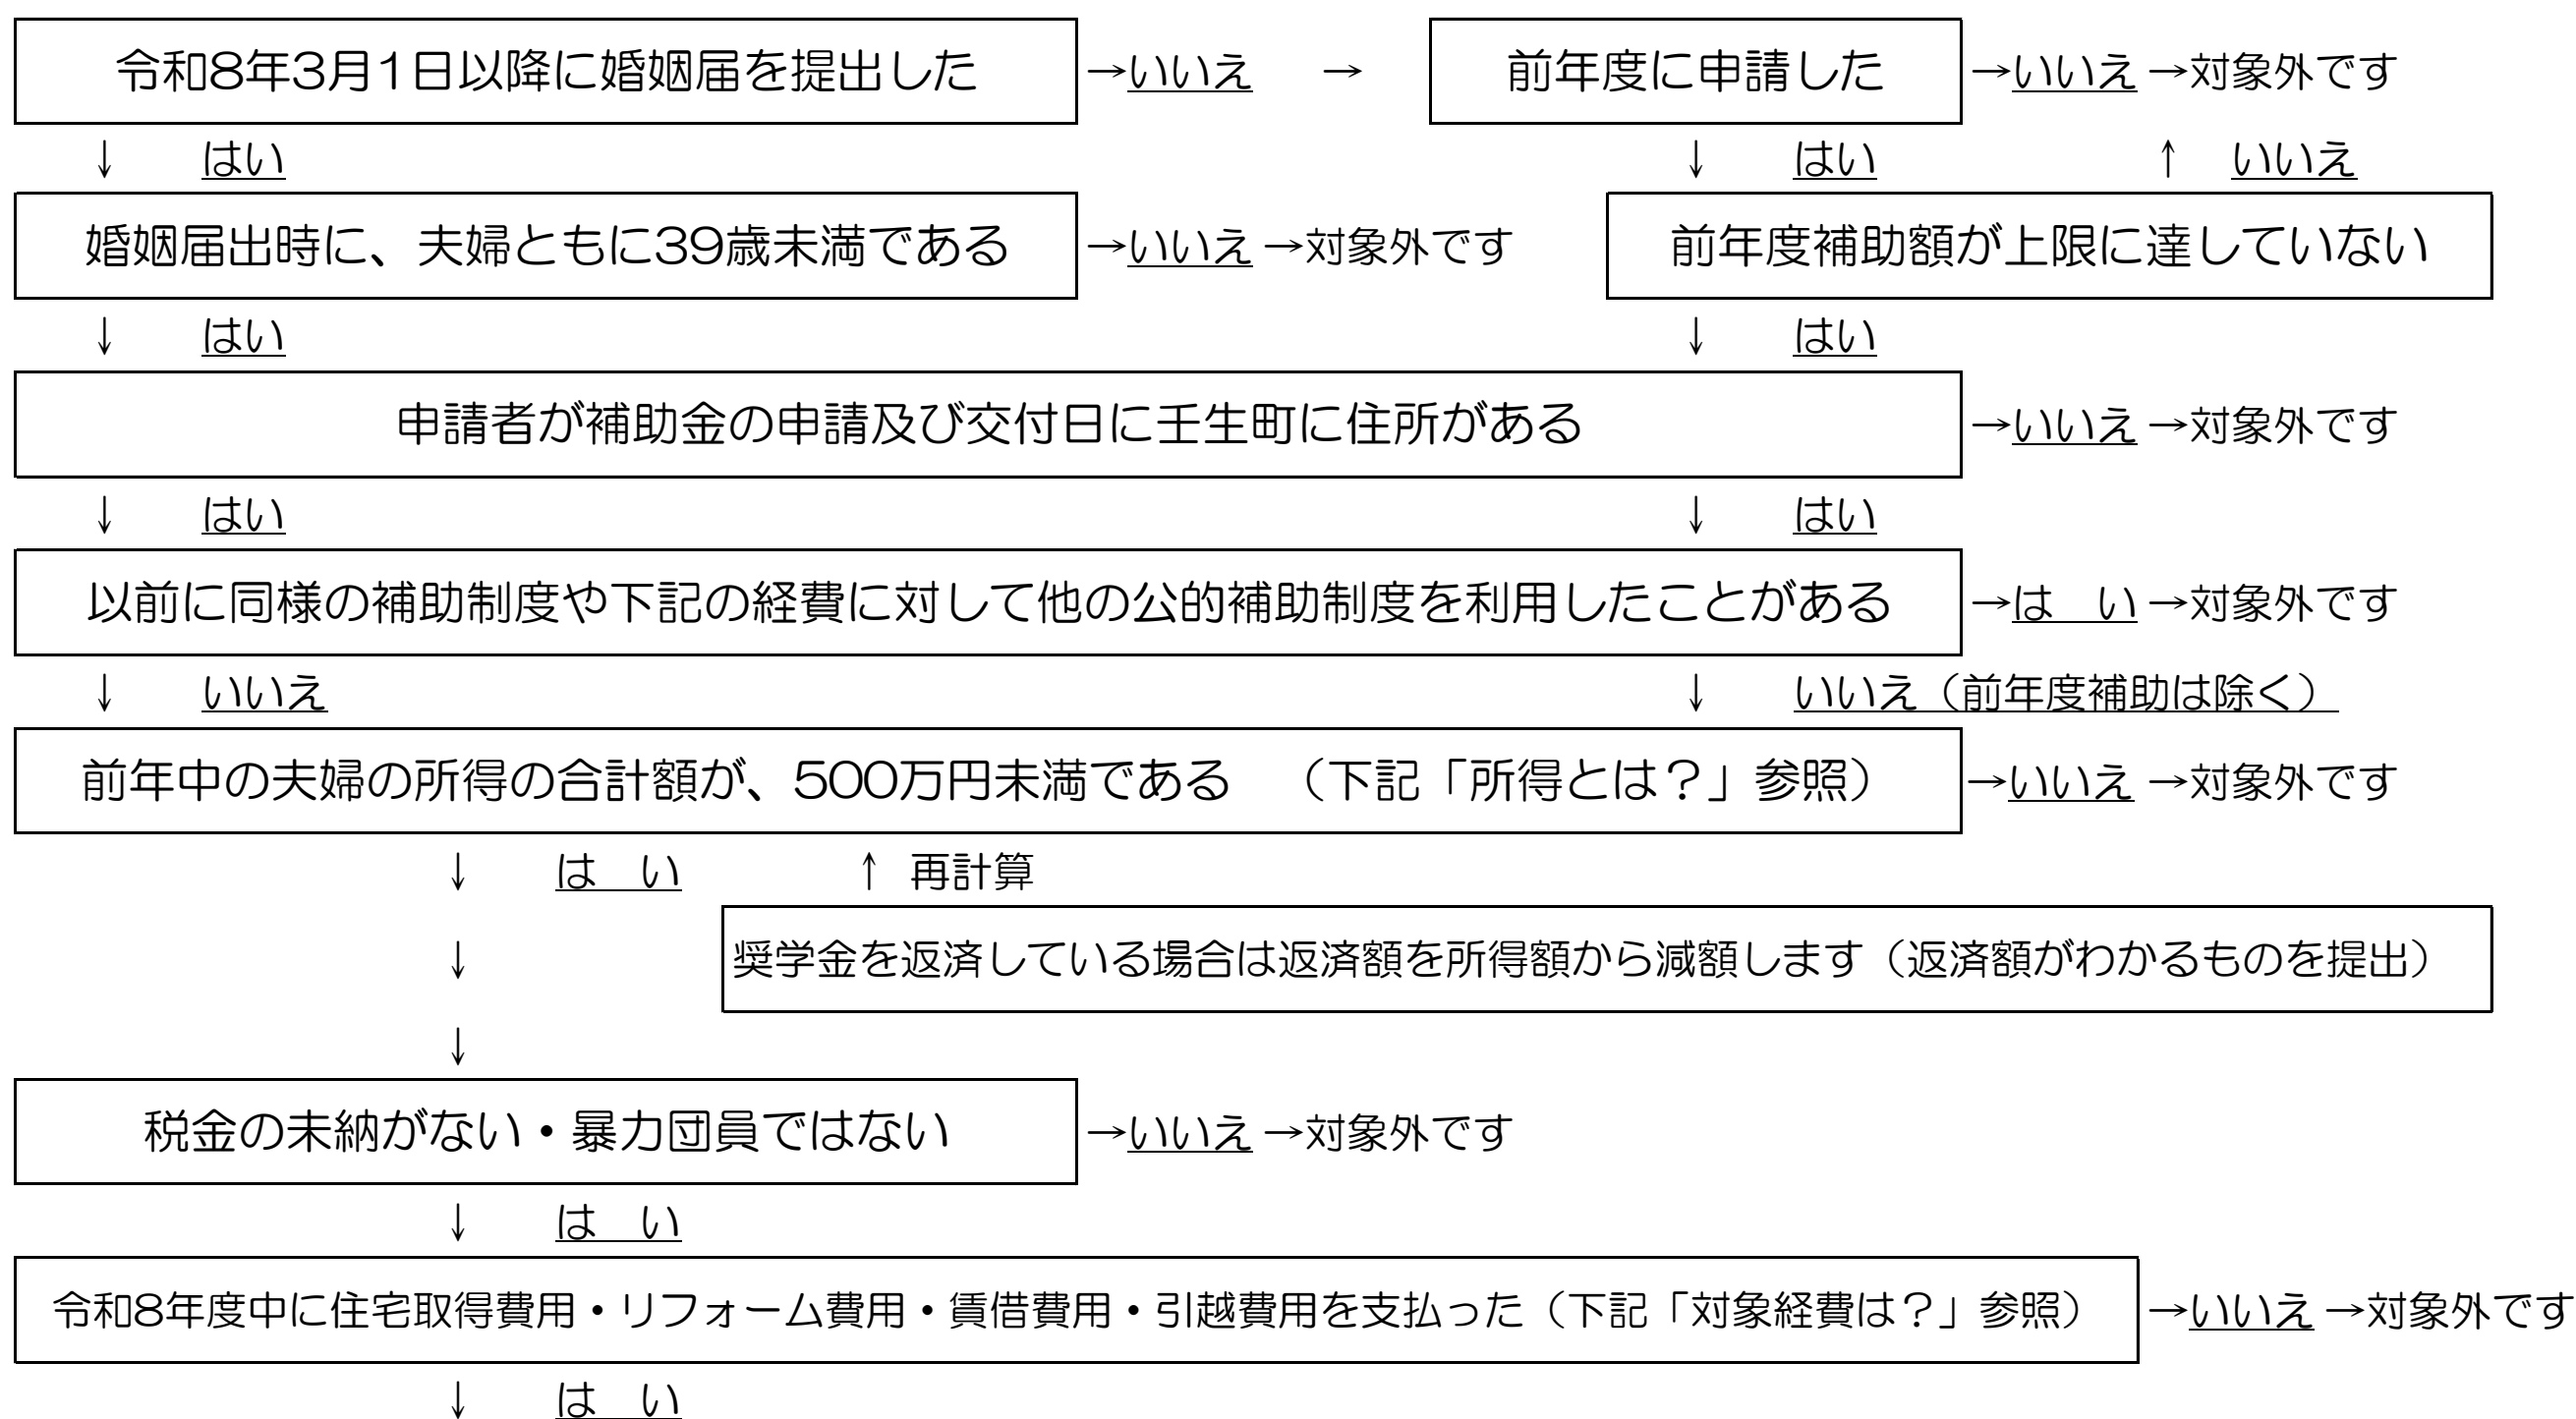 令和8年3月1日以降に婚姻届を提出した →いいえ → 前年度に申請した →いいえ →対象外です
↓ はい ↓ はい ↑ いいえ
婚姻届出時に、夫婦ともに39歳未満である →いいえ →対象外です 前年度補助額が上限に達していない
↓ はい ↓ はい
申請者が補助金の申請及び交付日に壬生町に住所がある →いいえ →対象外です
↓ はい ↓ はい
以前に同様の補助制度や下記の経費に対して他の公的補助制度を利用したことがある →は い →対象外です
↓ いいえ ↓ いいえ（前年度補助は除く）
前年中の夫婦の所得の合計額が、500万円未満である （下記「所得とは？」参照） →いいえ →対象外です
↓ は い ↑ 再計算
↓ 奨学金を返済している場合は返済額を所得額から減額します（返済額がわかるものを提出）
↓
税金の未納がない・暴力団員ではない →いいえ →対象外です
↓ は い
令和8年度中に住宅取得費用・リフォーム費用・賃借費用・引越費用を支払った（下記「対象経費は？」参照） →いいえ →対象外です
↓ は い